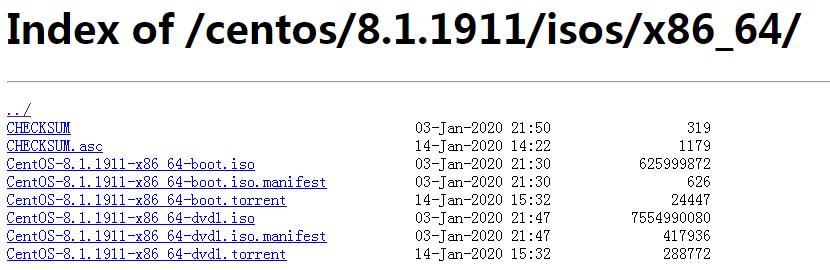 Index of /centos/8.1.1911/isos/x86_64/
../
CHECKSUM 03-Jan-2020 21:50 319
CHECKSUM.asc 14-Jan-2020 14:22 1179
CentOS-8.1.1911-x86_64-boot.iso 03-Jan-2020 21:30 625999872
CentOS-8.1.1911-x86_64-boot.iso.manifest 03-Jan-2020 21:30 626
CentOS-8.1.1911-x86_64-boot.torrent 14-Jan-2020 15:32 24447
CentOS-8.1.1911-x86_64-dvd1.iso 03-Jan-2020 21:47 7554990080
CentOS-8.1.1911-x86_64-dvd1.iso.manifest 03-Jan-2020 21:47 417936
CentOS-8.1.1911-x86_64-dvd1.torrent 14-Jan-2020 15:32 288772